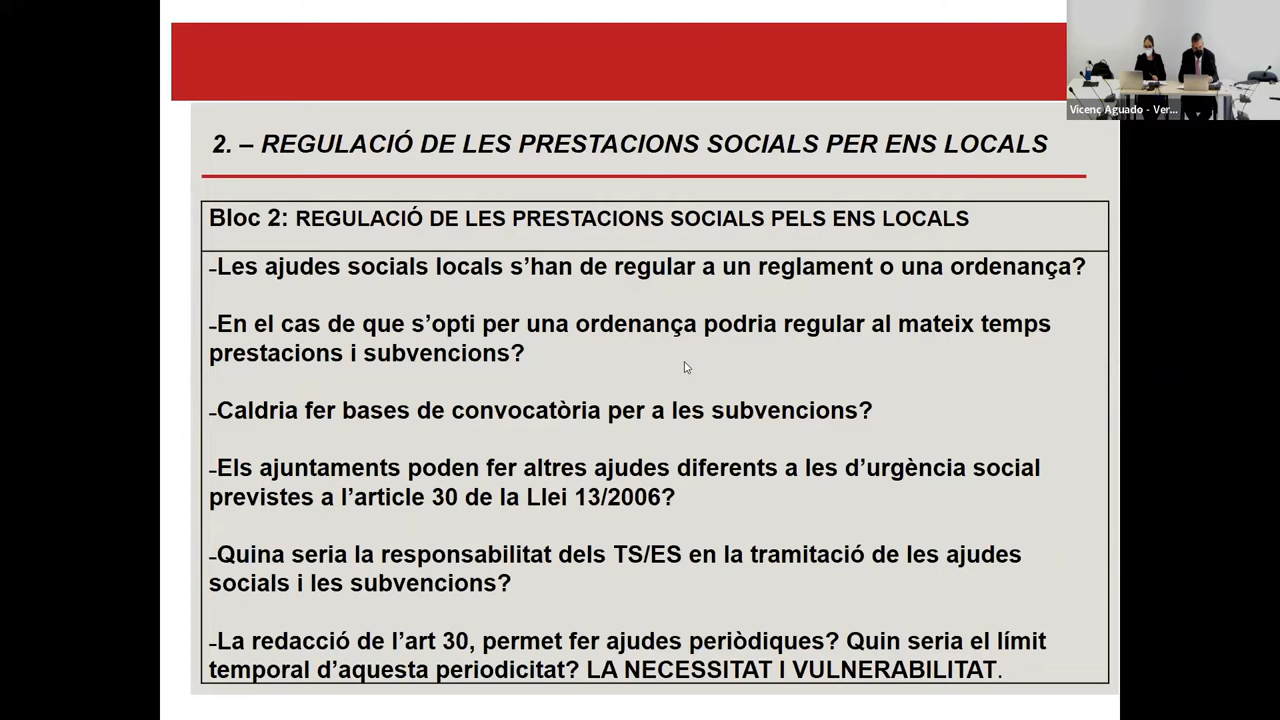 Vicenç Aguado - Ver...
2. – REGULACIÓ DE LES PRESTACIONS SOCIALS PER ENS LOCALS
Bloc 2: REGULACIÓ DE LES PRESTACIONS SOCIALS PELS ENS LOCALS
-Les ajudes socials locals s’han de regular a un reglament o una ordenança?
-En el cas de que s’opti per una ordenança podria regular al mateix temps
prestacions i subvencions?
-Caldria fer bases de convocatòria per a les subvencions?
-Els ajuntaments poden fer altres ajudes diferents a les d’urgència social
previstes a l’article 30 de la Llei 13/2006?
-Quina seria la responsabilitat dels TS/ES en la tramitació de les ajudes
socials i les subvencions?
-La redacció de l’art 30, permet fer ajudes periòdiques? Quin seria el límit
temporal d’aquesta periodicitat? LA NECESSITAT I VULNERABILITAT.